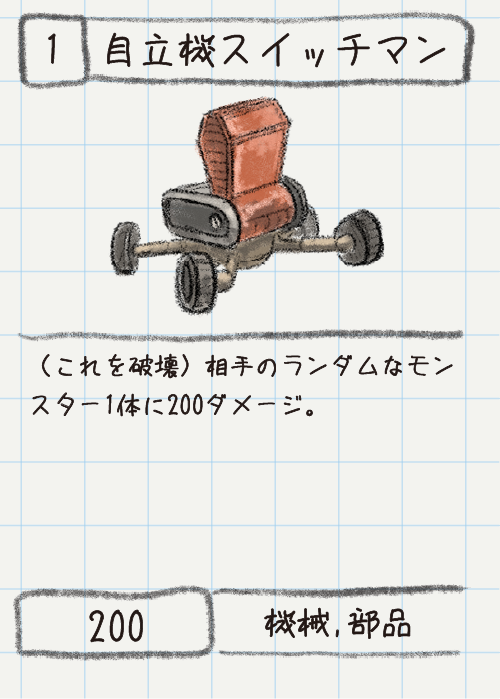 1 自立機スイッチマン
（これを破壊）相手のランダムなモン
スター1体に200ダメージ。
200 機械,部品